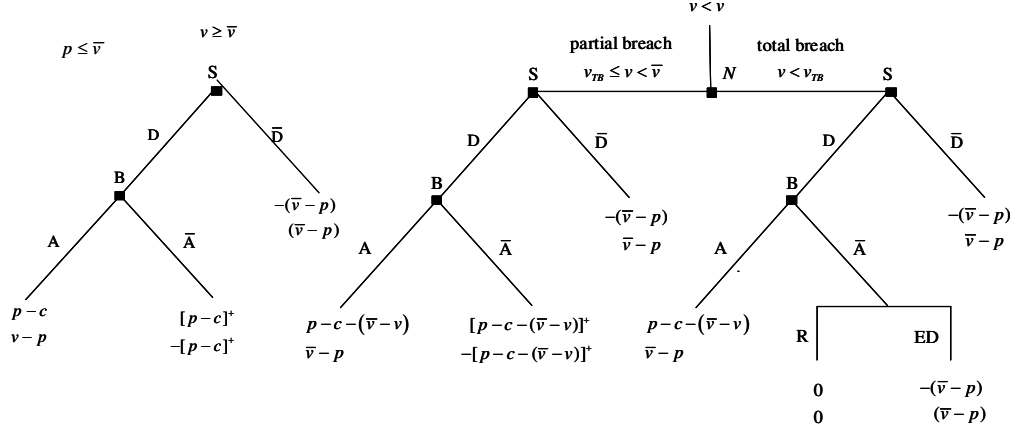 v < v
v ≥ v̄
p ≤ v̄
partial breach
total breach
v_TB ≤ v < v̄
N
v < v_TB
S
S
S
D
D̄
D
D̄
D
D̄
B
B
B
−(v̄ − p)
(v̄ − p)
−(v̄ − p)
v̄ − p
−(v̄ − p)
v̄ − p
A
Ā
A
Ā
A
Ā
p − c
v − p
[p − c]⁺
−[p − c]⁺
p − c − (v̄ − v)
v̄ − p
[p − c − (v̄ − v)]⁺
−[p − c − (v̄ − v)]⁺
p − c − (v̄ − v)
v̄ − p
R
ED
0
0
−(v̄ − p)
(v̄ − p)